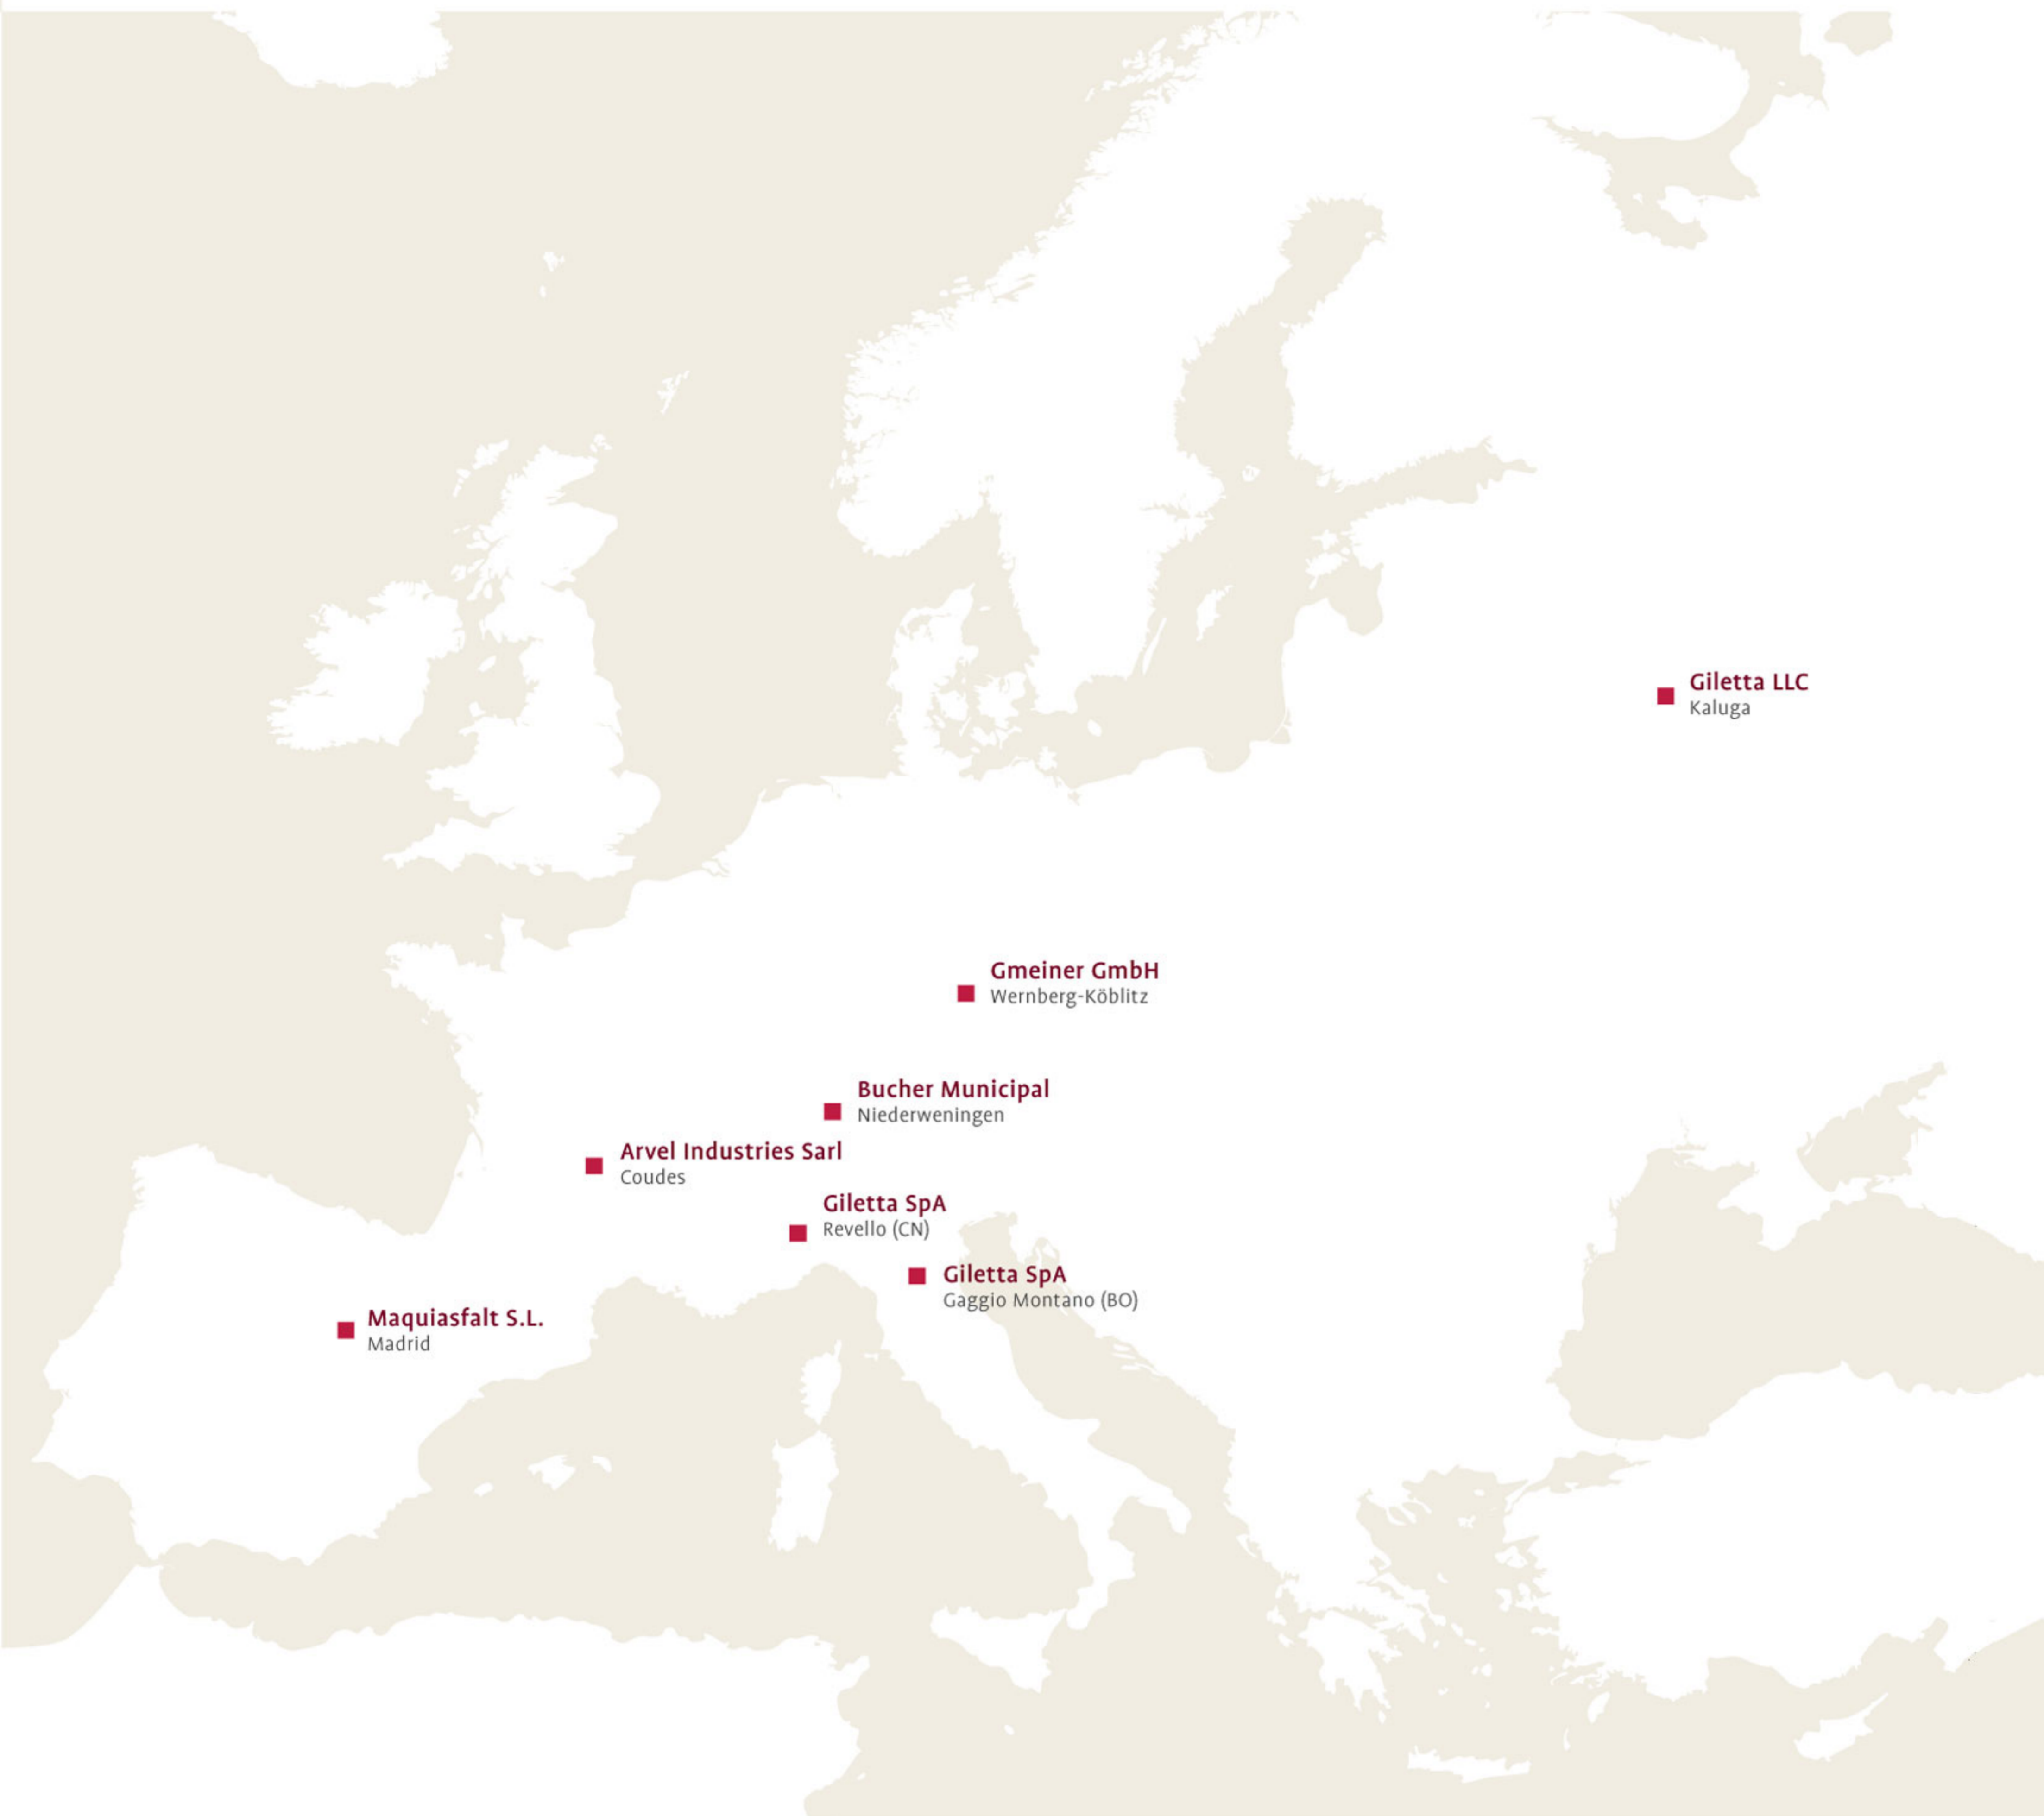 Giletta LLC
Kaluga
Gmeiner GmbH
Wernberg-Köblitz
Bucher Municipal
Niederweningen
Arvel Industries Sarl
Coudes
Giletta SpA
Revello (CN)
Giletta SpA
Gaggio Montano (BO)
Maquiasfalt S.L.
Madrid